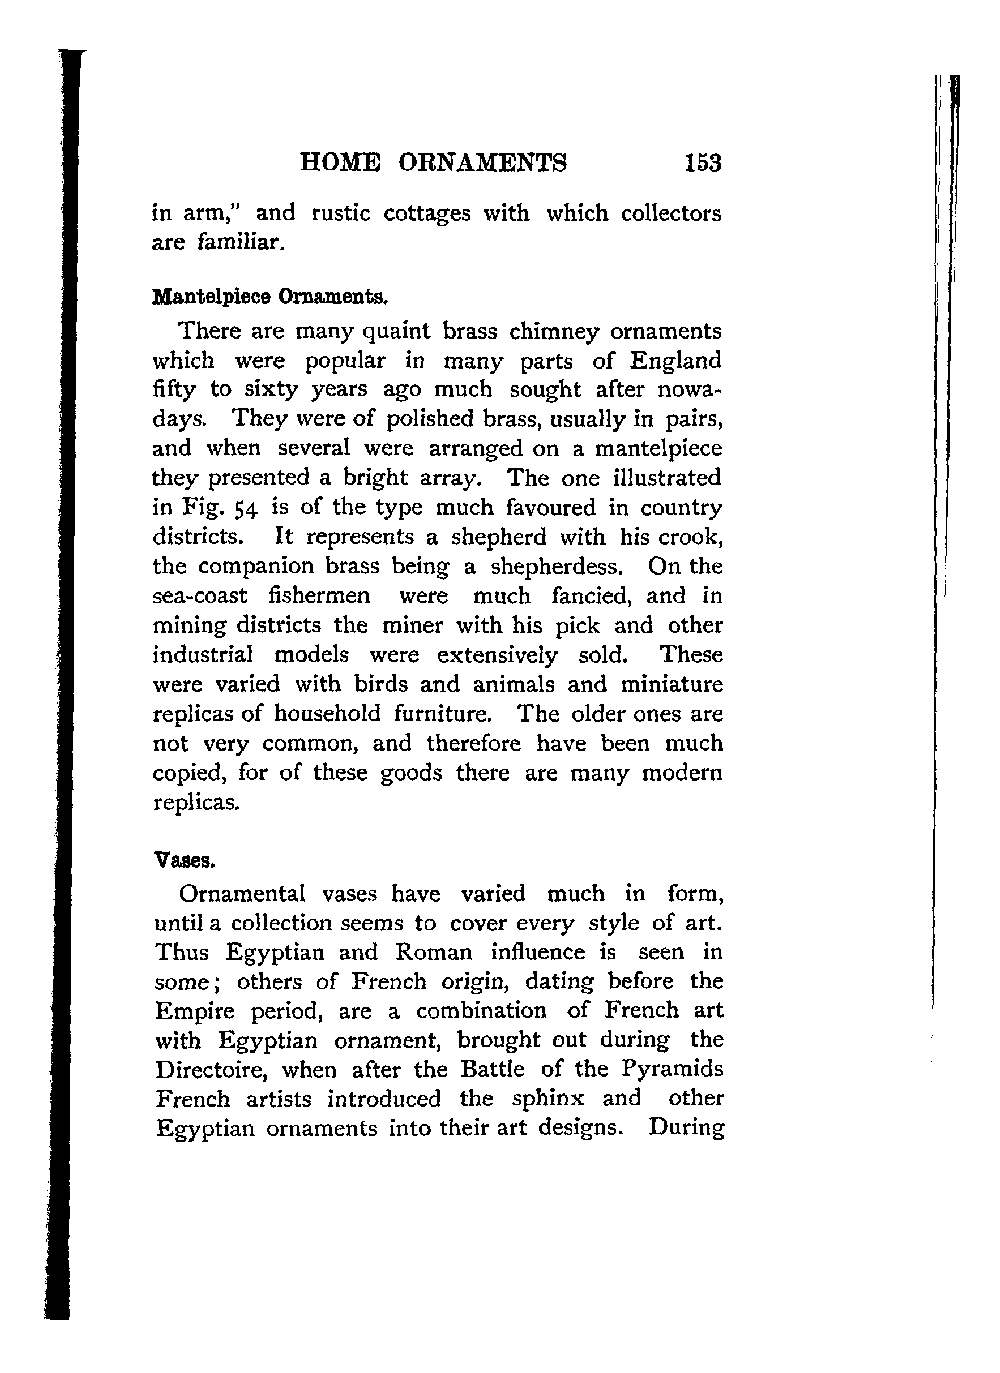 HOME ORNAMENTS 153
in arm,” and rustic cottages with which collectors
are familiar.
Mantelpiece Ornaments.
There are many quaint brass chimney ornaments
which were popular in many parts of England
fifty to sixty years ago much sought after nowa-
days. They were of polished brass, usually in pairs,
and when several were arranged on a mantelpiece
they presented a bright array. The one illustrated
in Fig. 54 is of the type much favoured in country
districts. It represents a shepherd with his crook,
the companion brass being a shepherdess. On the
sea-coast fishermen were much fancied, and in
mining districts the miner with his pick and other
industrial models were extensively sold. These
were varied with birds and animals and miniature
replicas of household furniture. The older ones are
not very common, and therefore have been much
copied, for of these goods there are many modern
replicas.
Vases.
Ornamental vases have varied much in form,
until a collection seems to cover every style of art.
Thus Egyptian and Roman influence is seen in
some; others of French origin, dating before the
Empire period, are a combination of French art
with Egyptian ornament, brought out during the
Directoire, when after the Battle of the Pyramids
French artists introduced the sphinx and other
Egyptian ornaments into their art designs. During